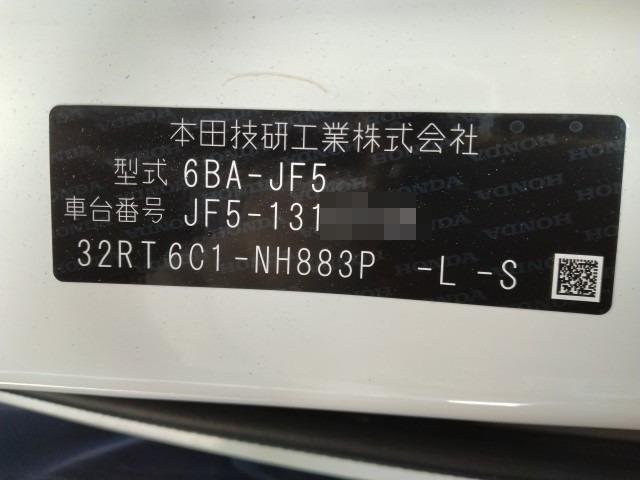 本田技研工業株式会社
型式 6BA-JF5
車台番号 JF5-131
32RT6C1-NH883P -L-S